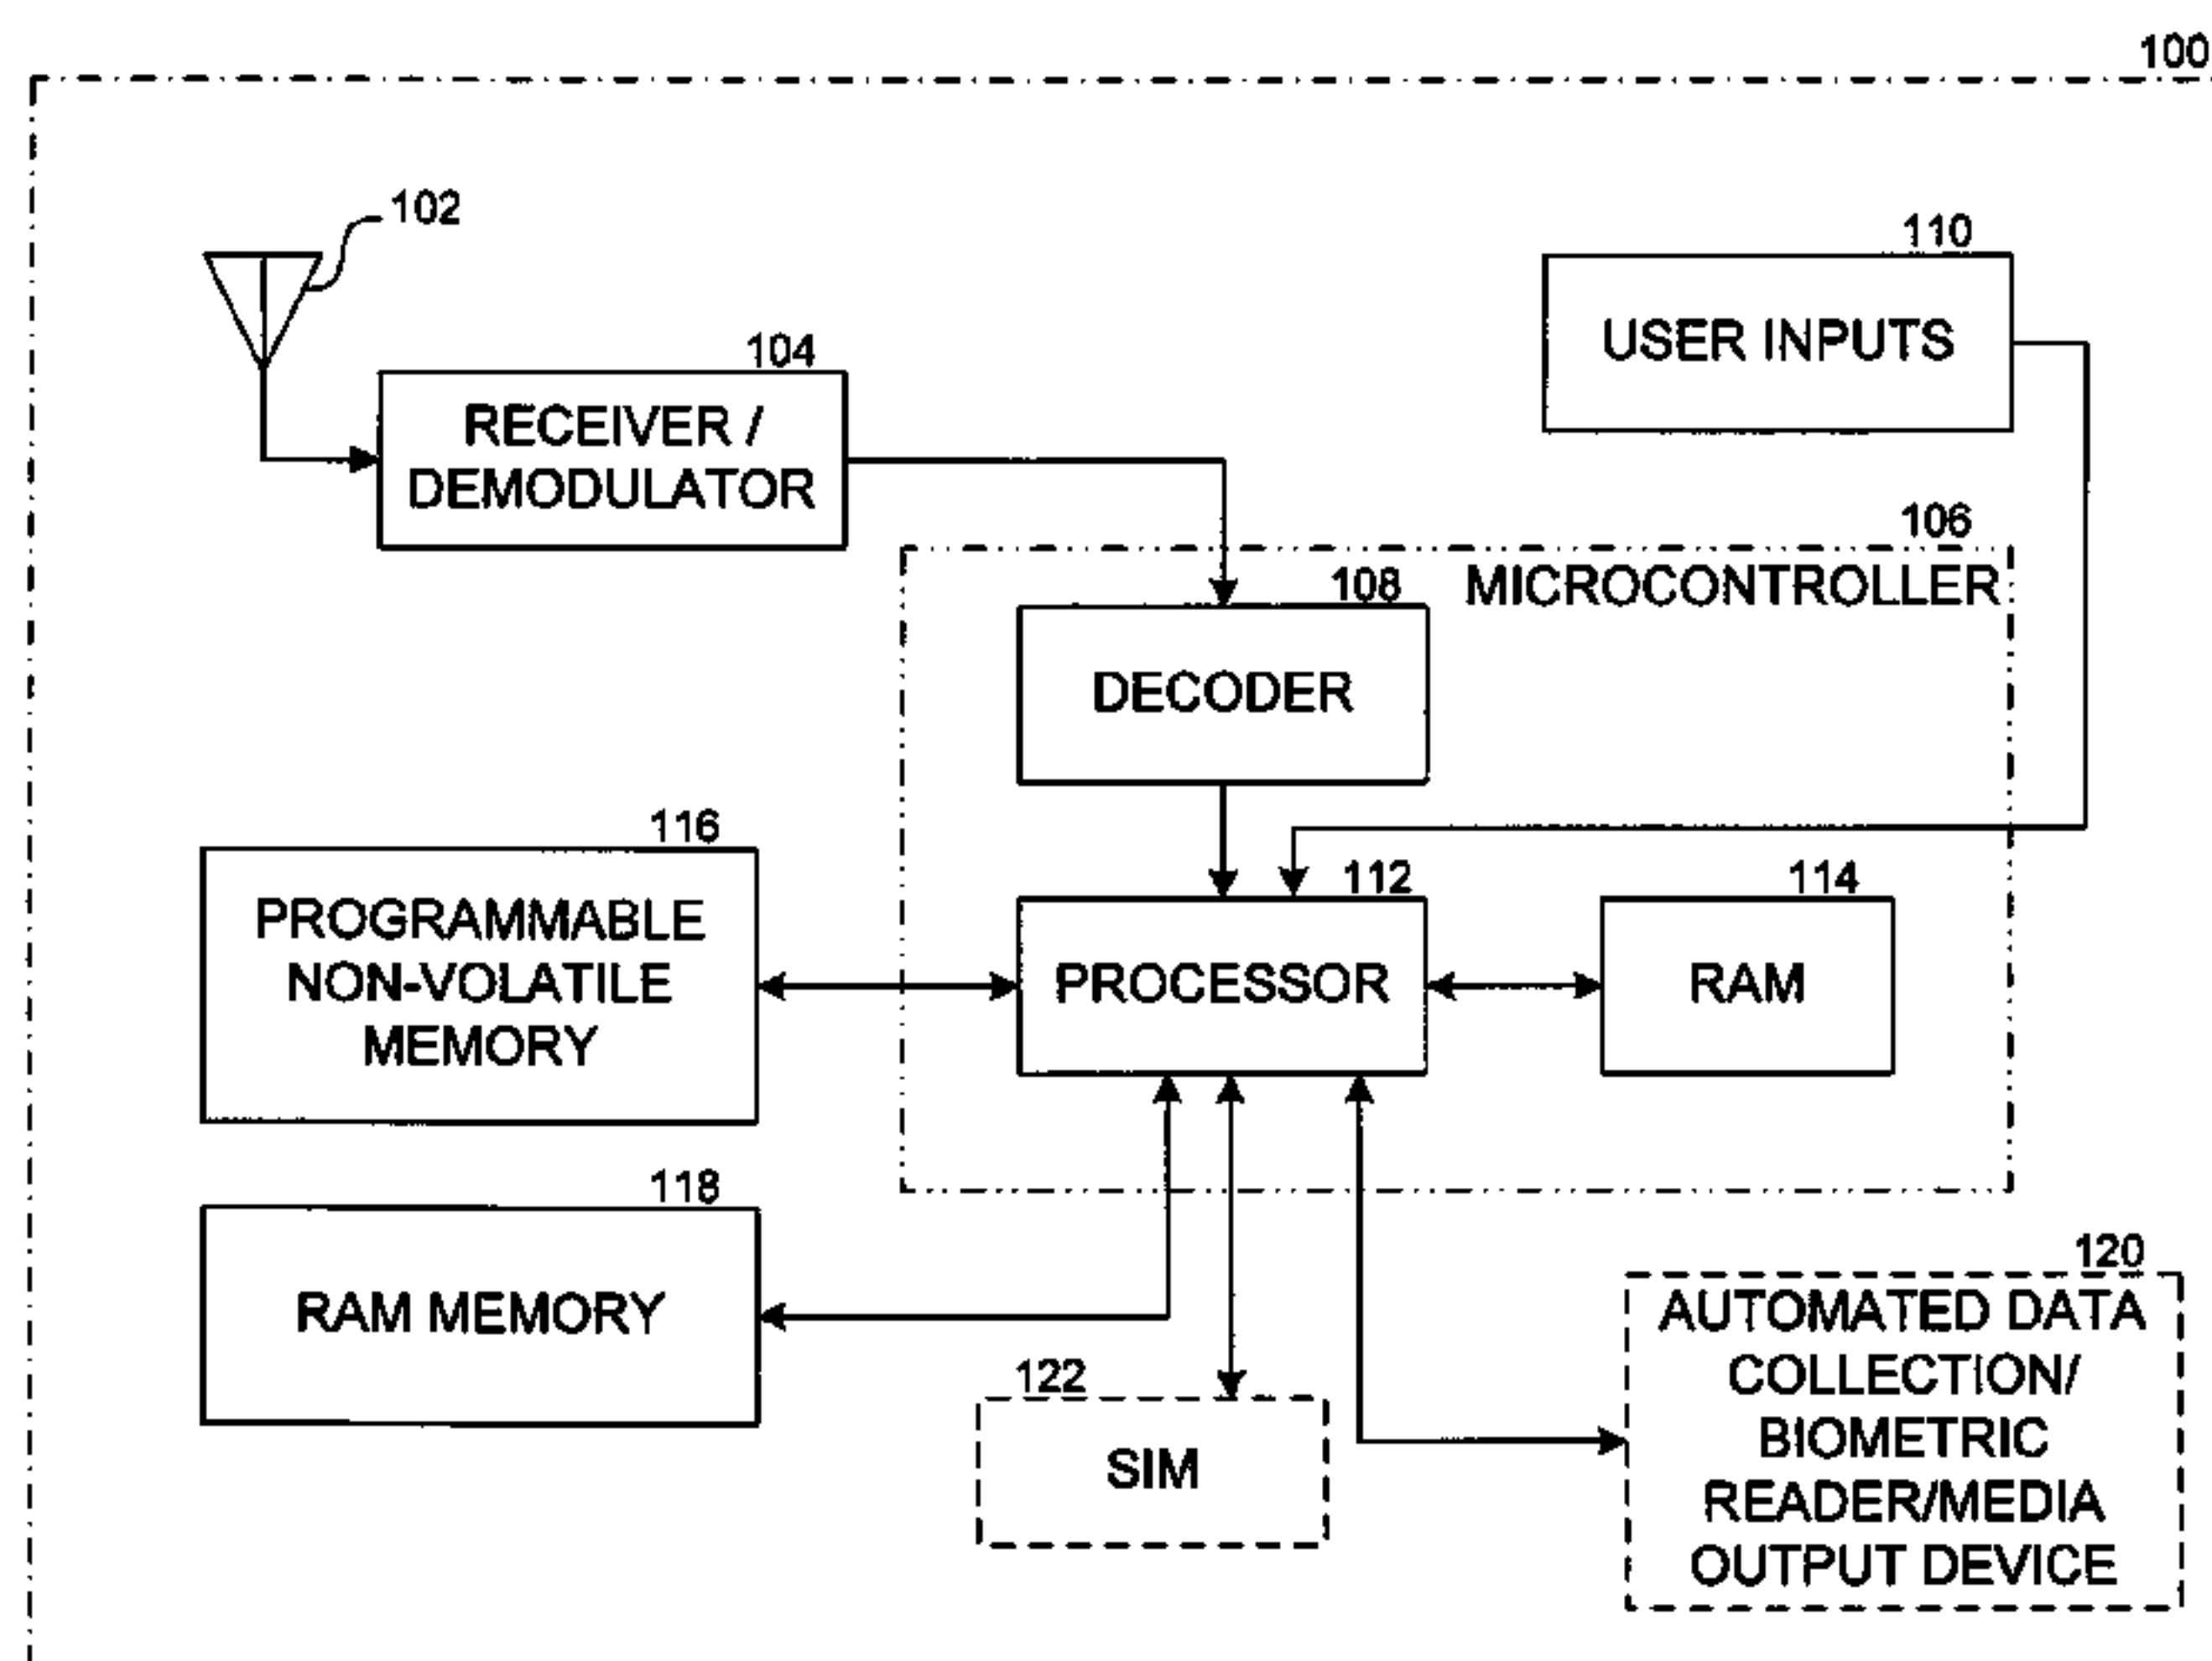 100
102
110
USER INPUTS
104
RECEIVER /
DEMODULATOR
106
MICROCONTROLLER
108
DECODER
116
PROGRAMMABLE
NON-VOLATILE
MEMORY
112
PROCESSOR
114
RAM
118
RAM MEMORY
122
SIM
120
AUTOMATED DATA
COLLECTION/
BIOMETRIC
READER/MEDIA
OUTPUT DEVICE